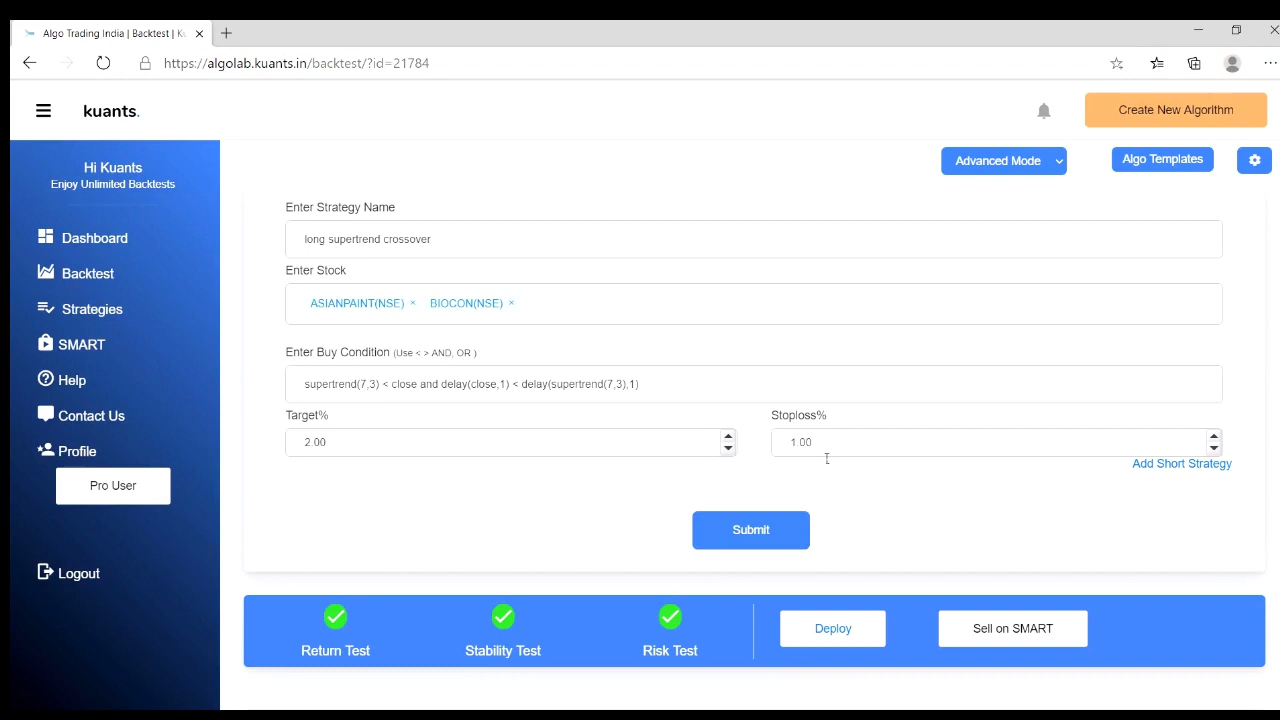 Algo Trading India | Backtest | Ku
https://algolab.kuants.in/backtest/?id=21784
kuants.
Create New Algorithm
Hi Kuants
Enjoy Unlimited Backtests
Dashboard
Backtest
Strategies
SMART
Help
Contact Us
Profile
Pro User
Logout
Advanced Mode
Algo Templates
Enter Strategy Name
long supertrend crossover
Enter Stock
ASIANPAINT(NSE) × BIOCON(NSE) ×
Enter Buy Condition (Use < > AND, OR )
supertrend(7,3) < close and delay(close,1) < delay(supertrend(7,3),1)
Target% Stoploss%
2.00 1.00
Add Short Strategy
Submit
Return Test Stability Test Risk Test
Deploy Sell on SMART